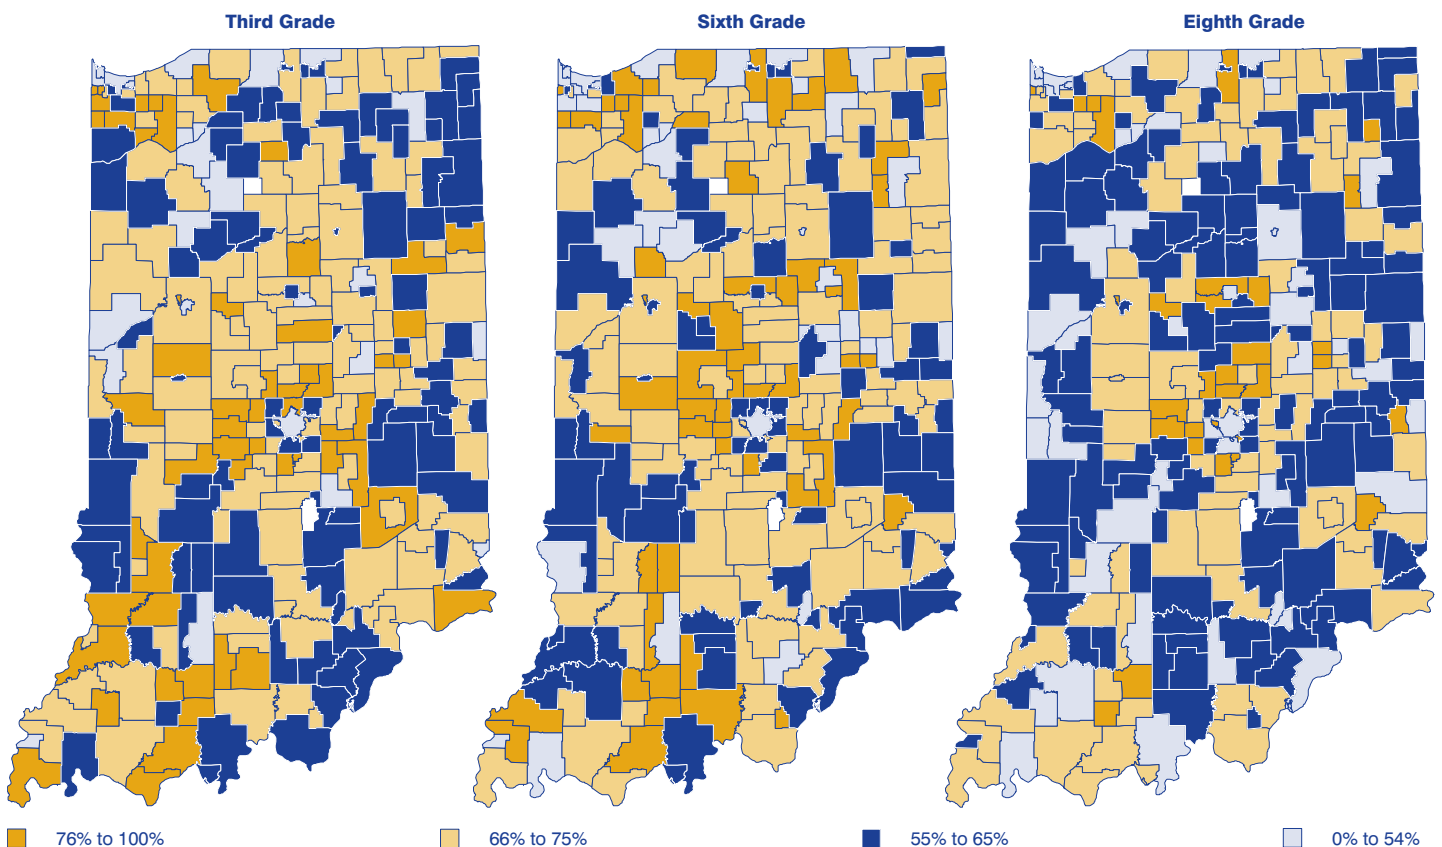 Third Grade
Sixth Grade
Eighth Grade
76% to 100%
66% to 75%
55% to 65%
0% to 54%